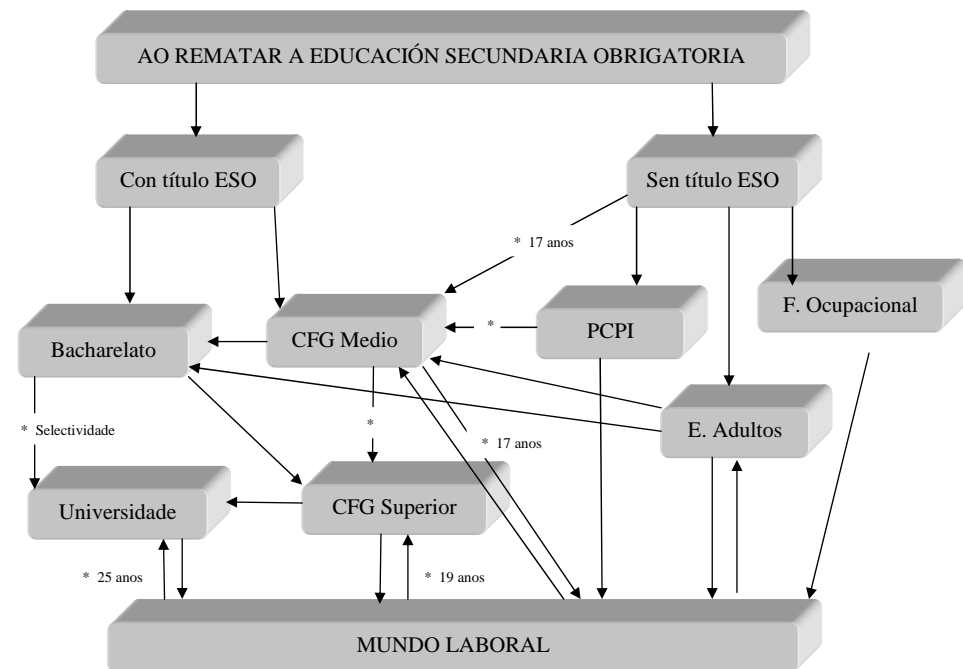 AO REMATAR A EDUCACIÓN SECUNDARIA OBRIGATORIA
Con título ESO
Sen título ESO
* 17 anos
F. Ocupacional
CFG Medio
*
PCPI
Bacharelato
* Selectividade
*
* 17 anos
E. Adultos
Universidade
CFG Superior
* 25 anos
* 19 anos
MUNDO LABORAL